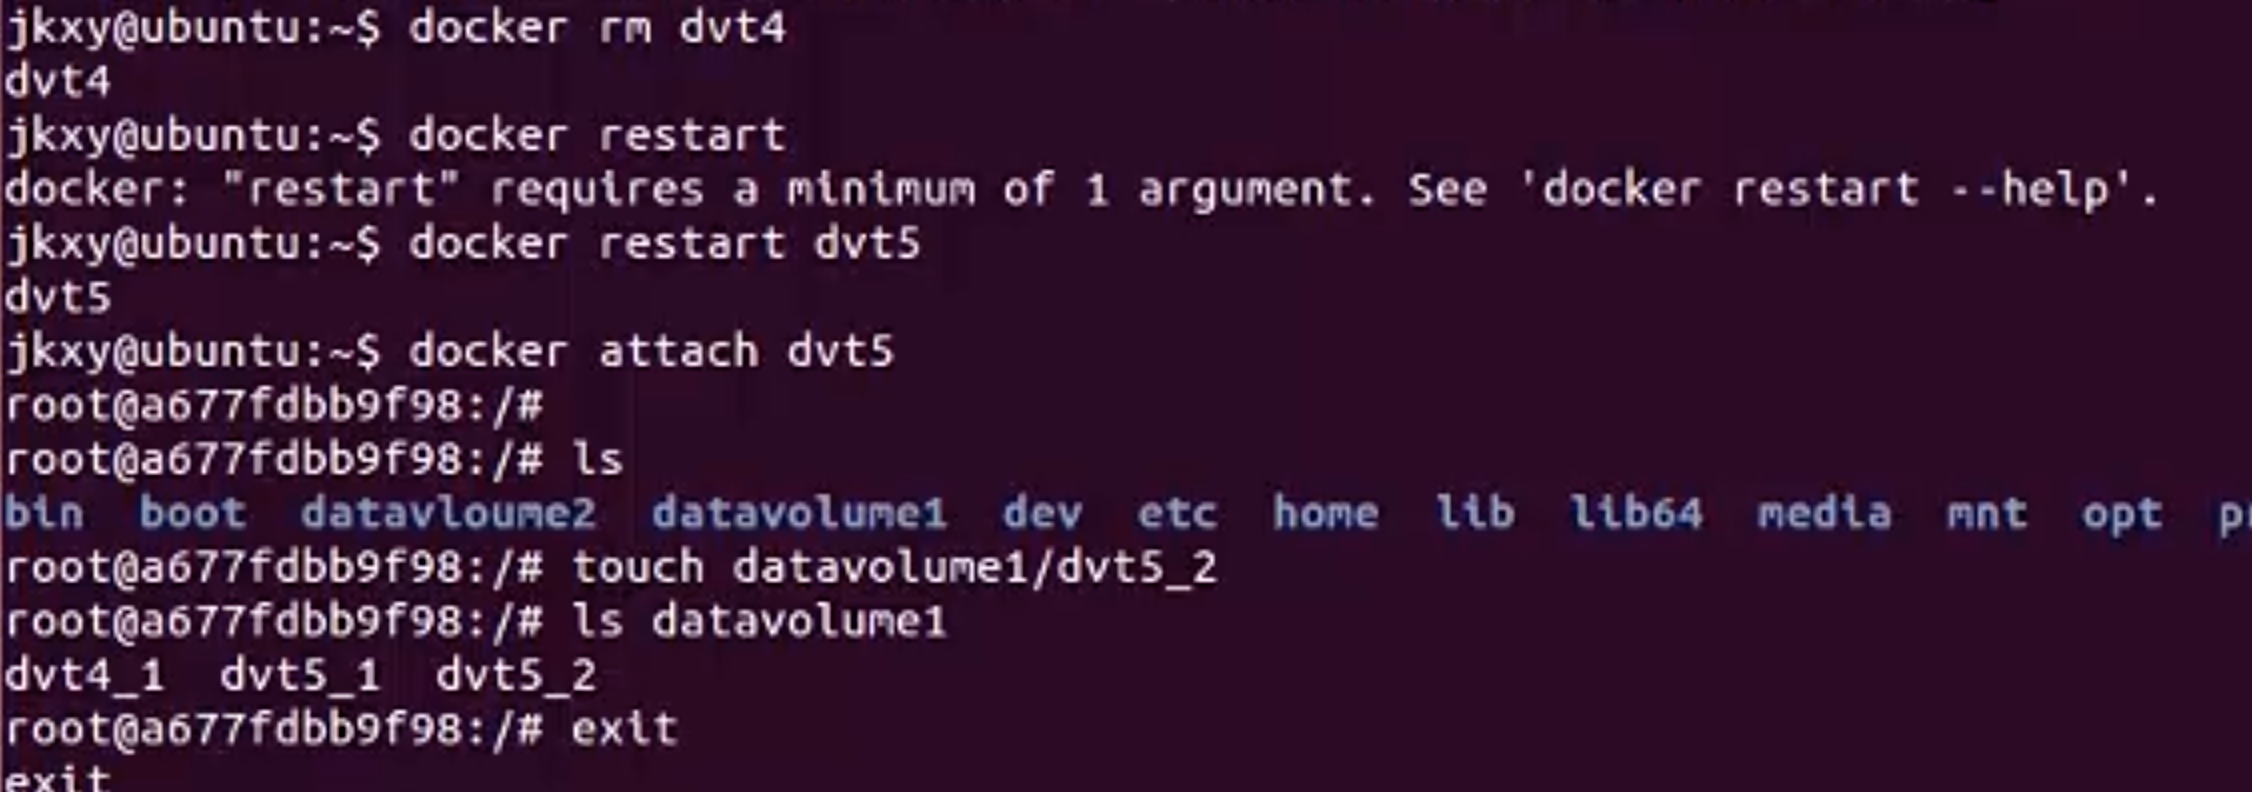 jkxy@ubuntu:~$ docker rm dvt4
dvt4
jkxy@ubuntu:~$ docker restart
docker: "restart" requires a minimum of 1 argument. See 'docker restart --help'.
jkxy@ubuntu:~$ docker restart dvt5
dvt5
jkxy@ubuntu:~$ docker attach dvt5
root@a677fdbb9f98:/#
root@a677fdbb9f98:/# ls
bin boot datavloume2 datavolume1 dev etc home lib lib64 media mnt opt
root@a677fdbb9f98:/# touch datavolume1/dvt5_2
root@a677fdbb9f98:/# ls datavolume1
dvt4_1 dvt5_1 dvt5_2
root@a677fdbb9f98:/# exit
exit